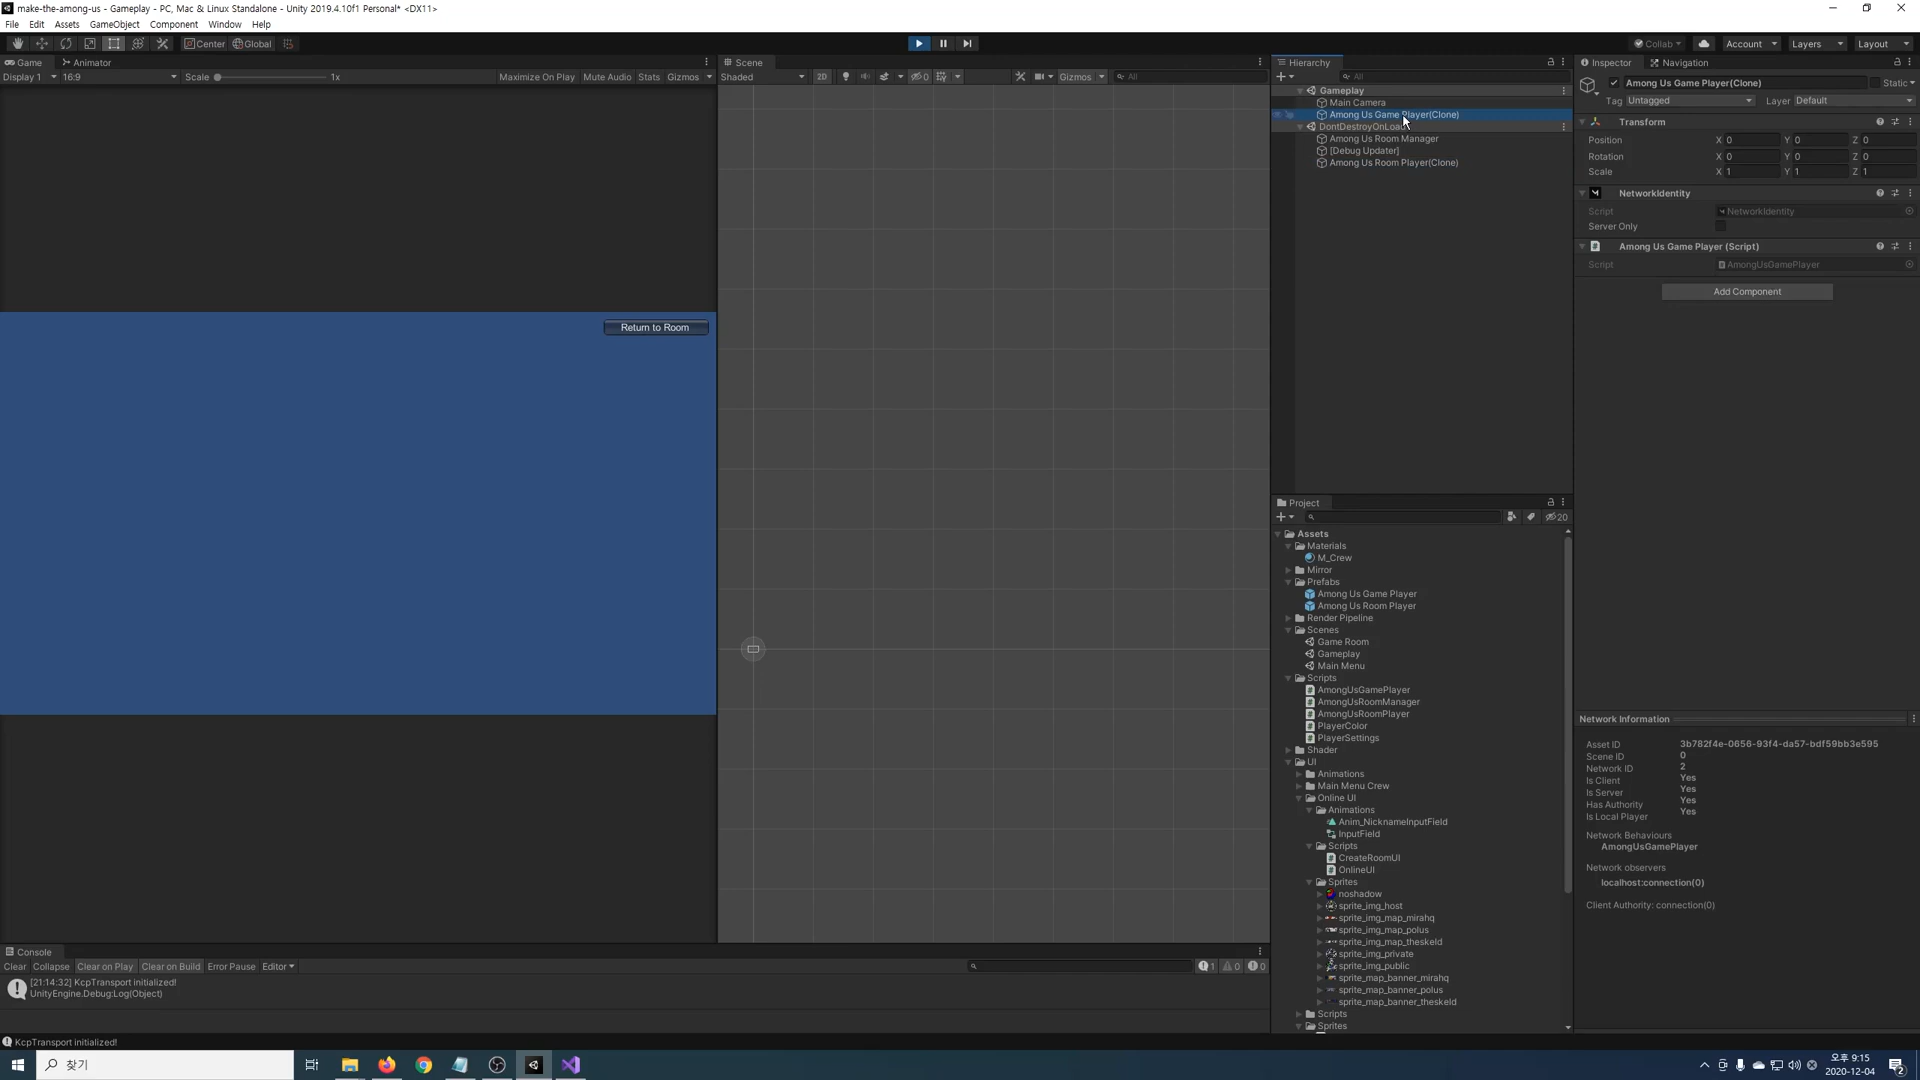 make-the-among-us - Gameplay - PC, Mac & Linux Standalone - Unity 2019.4.10f1 Personal* <DX11>
File Edit Assets GameObject Component Window Help
Center Global Collab Account Layers Layout
Game Animator
Display 1 16:9 Scale 1x Maximize On Play Mute Audio Stats Gizmos
Return to Room
Scene
Shaded 2D 0 Gizmos All
Hierarchy
All
Gameplay
Main Camera
Among Us Game Player(Clone)
DontDestroyOnLoad
Among Us Room Manager
[Debug Updater]
Among Us Room Player(Clone)
Project
20
Assets
Materials
M_Crew
Mirror
Prefabs
Among Us Game Player
Among Us Room Player
Render Pipeline
Scenes
Game Room
Gameplay
Main Menu
Scripts
AmongUsGamePlayer
AmongUsRoomManager
AmongUsRoomPlayer
PlayerColor
PlayerSettings
Shader
UI
Animations
Main Menu Crew
Online UI
Animations
Anim_NicknameInputField
InputField
Scripts
CreateRoomUI
OnlineUI
Sprites
noshadow
sprite_img_host
sprite_img_map_mirahq
sprite_img_map_polus
sprite_img_map_theskeld
sprite_img_private
sprite_img_public
sprite_map_banner_mirahq
sprite_map_banner_polus
sprite_map_banner_theskeld
Scripts
Sprites
Inspector Navigation
Among Us Game Player(Clone) Static
Tag Untagged Layer Default
Transform
Position X 0 Y 0 Z 0
Rotation X 0 Y 0 Z 0
Scale X 1 Y 1 Z 1
NetworkIdentity
Script NetworkIdentity
Server Only
Among Us Game Player (Script)
Script AmongUsGamePlayer
Add Component
Network Information
Asset ID 3b782f4e-0656-93f4-da57-bdf59bb3e595
Scene ID 0
Network ID 2
Is Client Yes
Is Server Yes
Has Authority Yes
Is Local Player Yes
Network Behaviours
AmongUsGamePlayer
Network observers
localhost:connection(0)
Client Authority: connection(0)
Console
Clear Collapse Clear on Play Clear on Build Error Pause Editor 1 0 0
[21:14:32] KcpTransport initialized!
UnityEngine.Debug:Log(Object)
KcpTransport initialized!
찾기
오후 9:15
2020-12-04
2